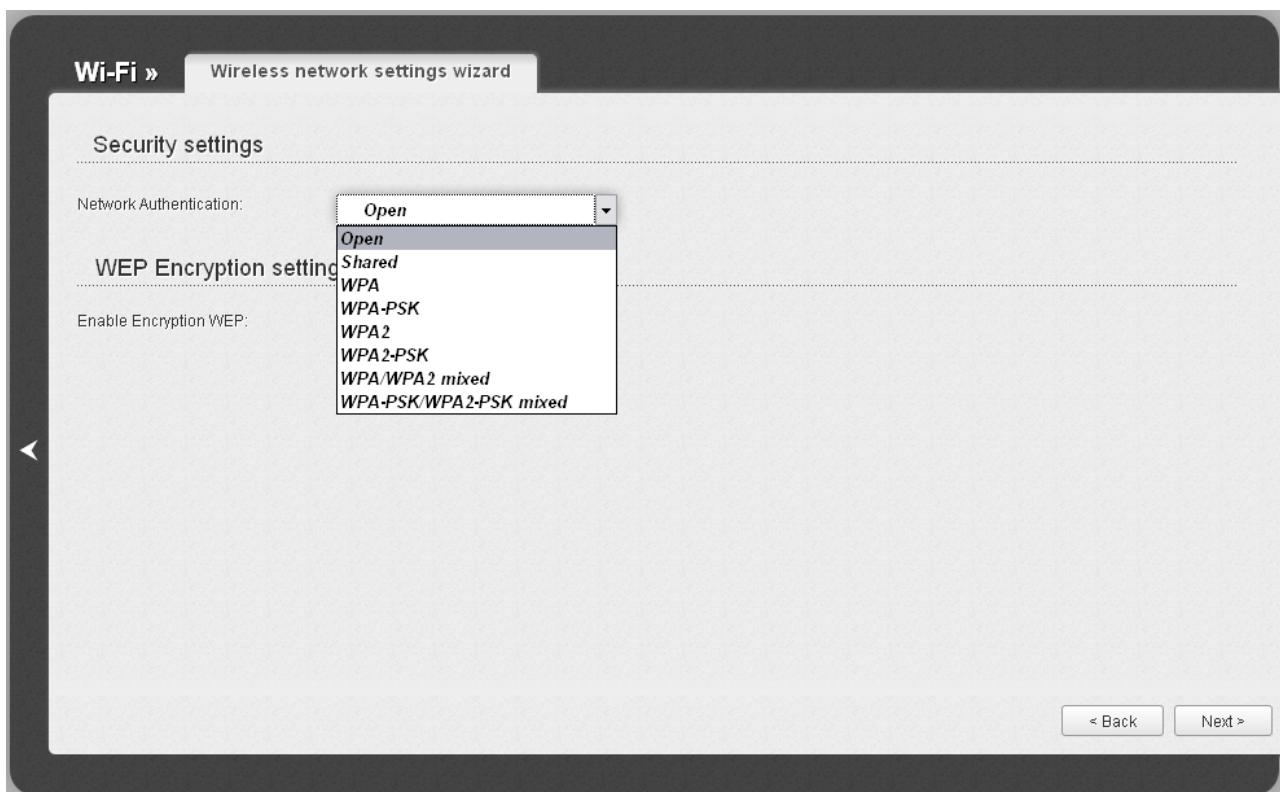 Wi-Fi » Wireless network settings wizard
Security settings
Network Authentication: Open
Open
WEP Encryption setting
Shared
WPA
WPA-PSK
Enable Encryption WEP:
WPA2
WPA2-PSK
WPA/WPA2 mixed
WPA-PSK/WPA2-PSK mixed
< Back Next >